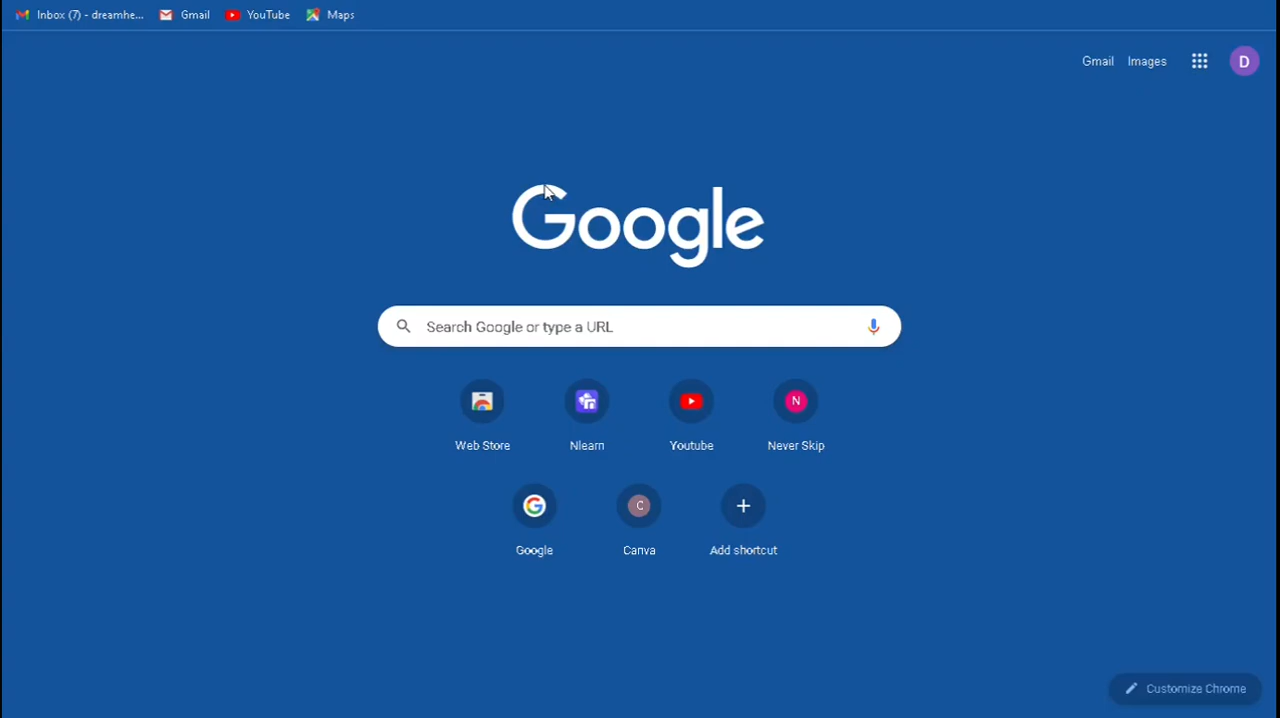 Inbox (7) - dreamhe... Gmail YouTube Maps
Gmail Images D
Google
Search Google or type a URL
N
Web Store Nlearn Youtube Never Skip
C
Google Canva Add shortcut
Customize Chrome